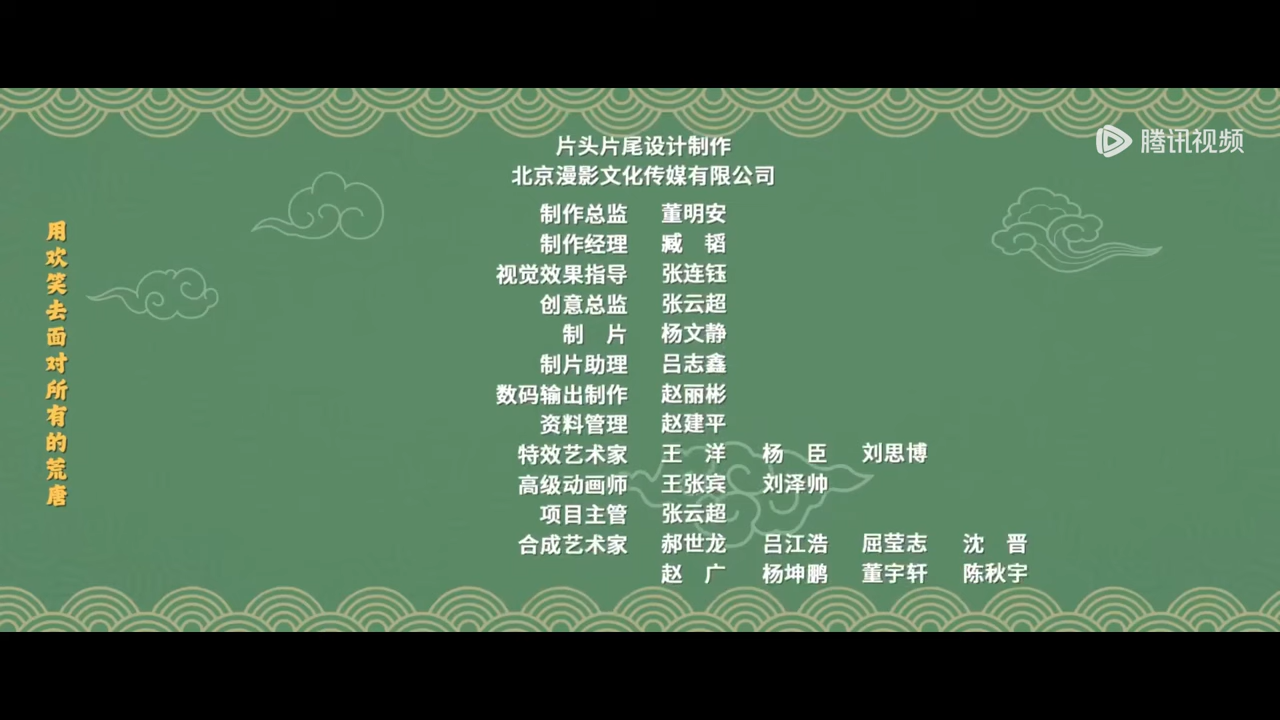 片头片尾设计制作
腾讯视频
北京漫影文化传媒有限公司
制作总监 董明安
制作经理 臧 韬
视觉效果指导 张连钰
创意总监 张云超
制 片 杨文静
制片助理 吕志鑫
数码输出制作 赵丽彬
资料管理 赵建平
特效艺术家 王 洋 杨 臣 刘思博
高级动画师 王张宾 刘泽帅
项目主管 张云超
合成艺术家 郝世龙 吕江浩 屈莹志 沈 晋
赵 广 杨坤鹏 董宇轩 陈秋宇
用欢笑去面对所有的荒唐